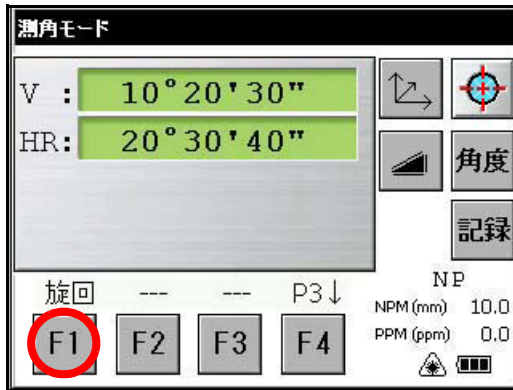 測角モード
V : 10°20'30"
HR: 20°30'40"
角度
記録
旋回 --- --- P3↓
F1 F2 F3 F4
NP
NPM (mm) 10.0
PPM (ppm) 0.0